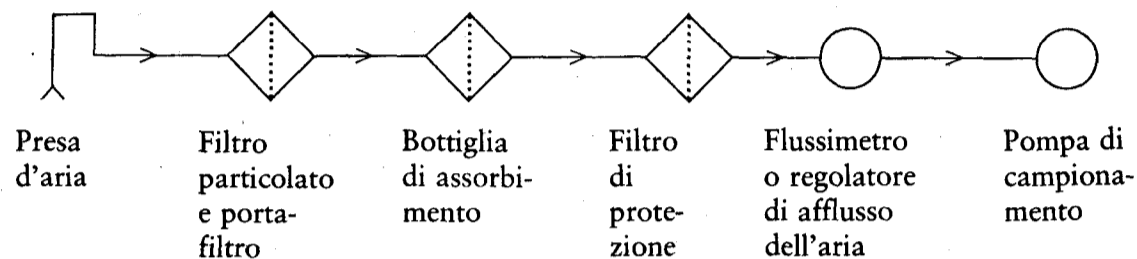 Presa
d'aria
Filtro
particolato
e porta-
filtro
Bottiglia
di assorbi-
mento
Filtro
di
prote-
zione
Flussimetro
o regolatore
di afflusso
dell'aria
Pompa di
campiona-
mento